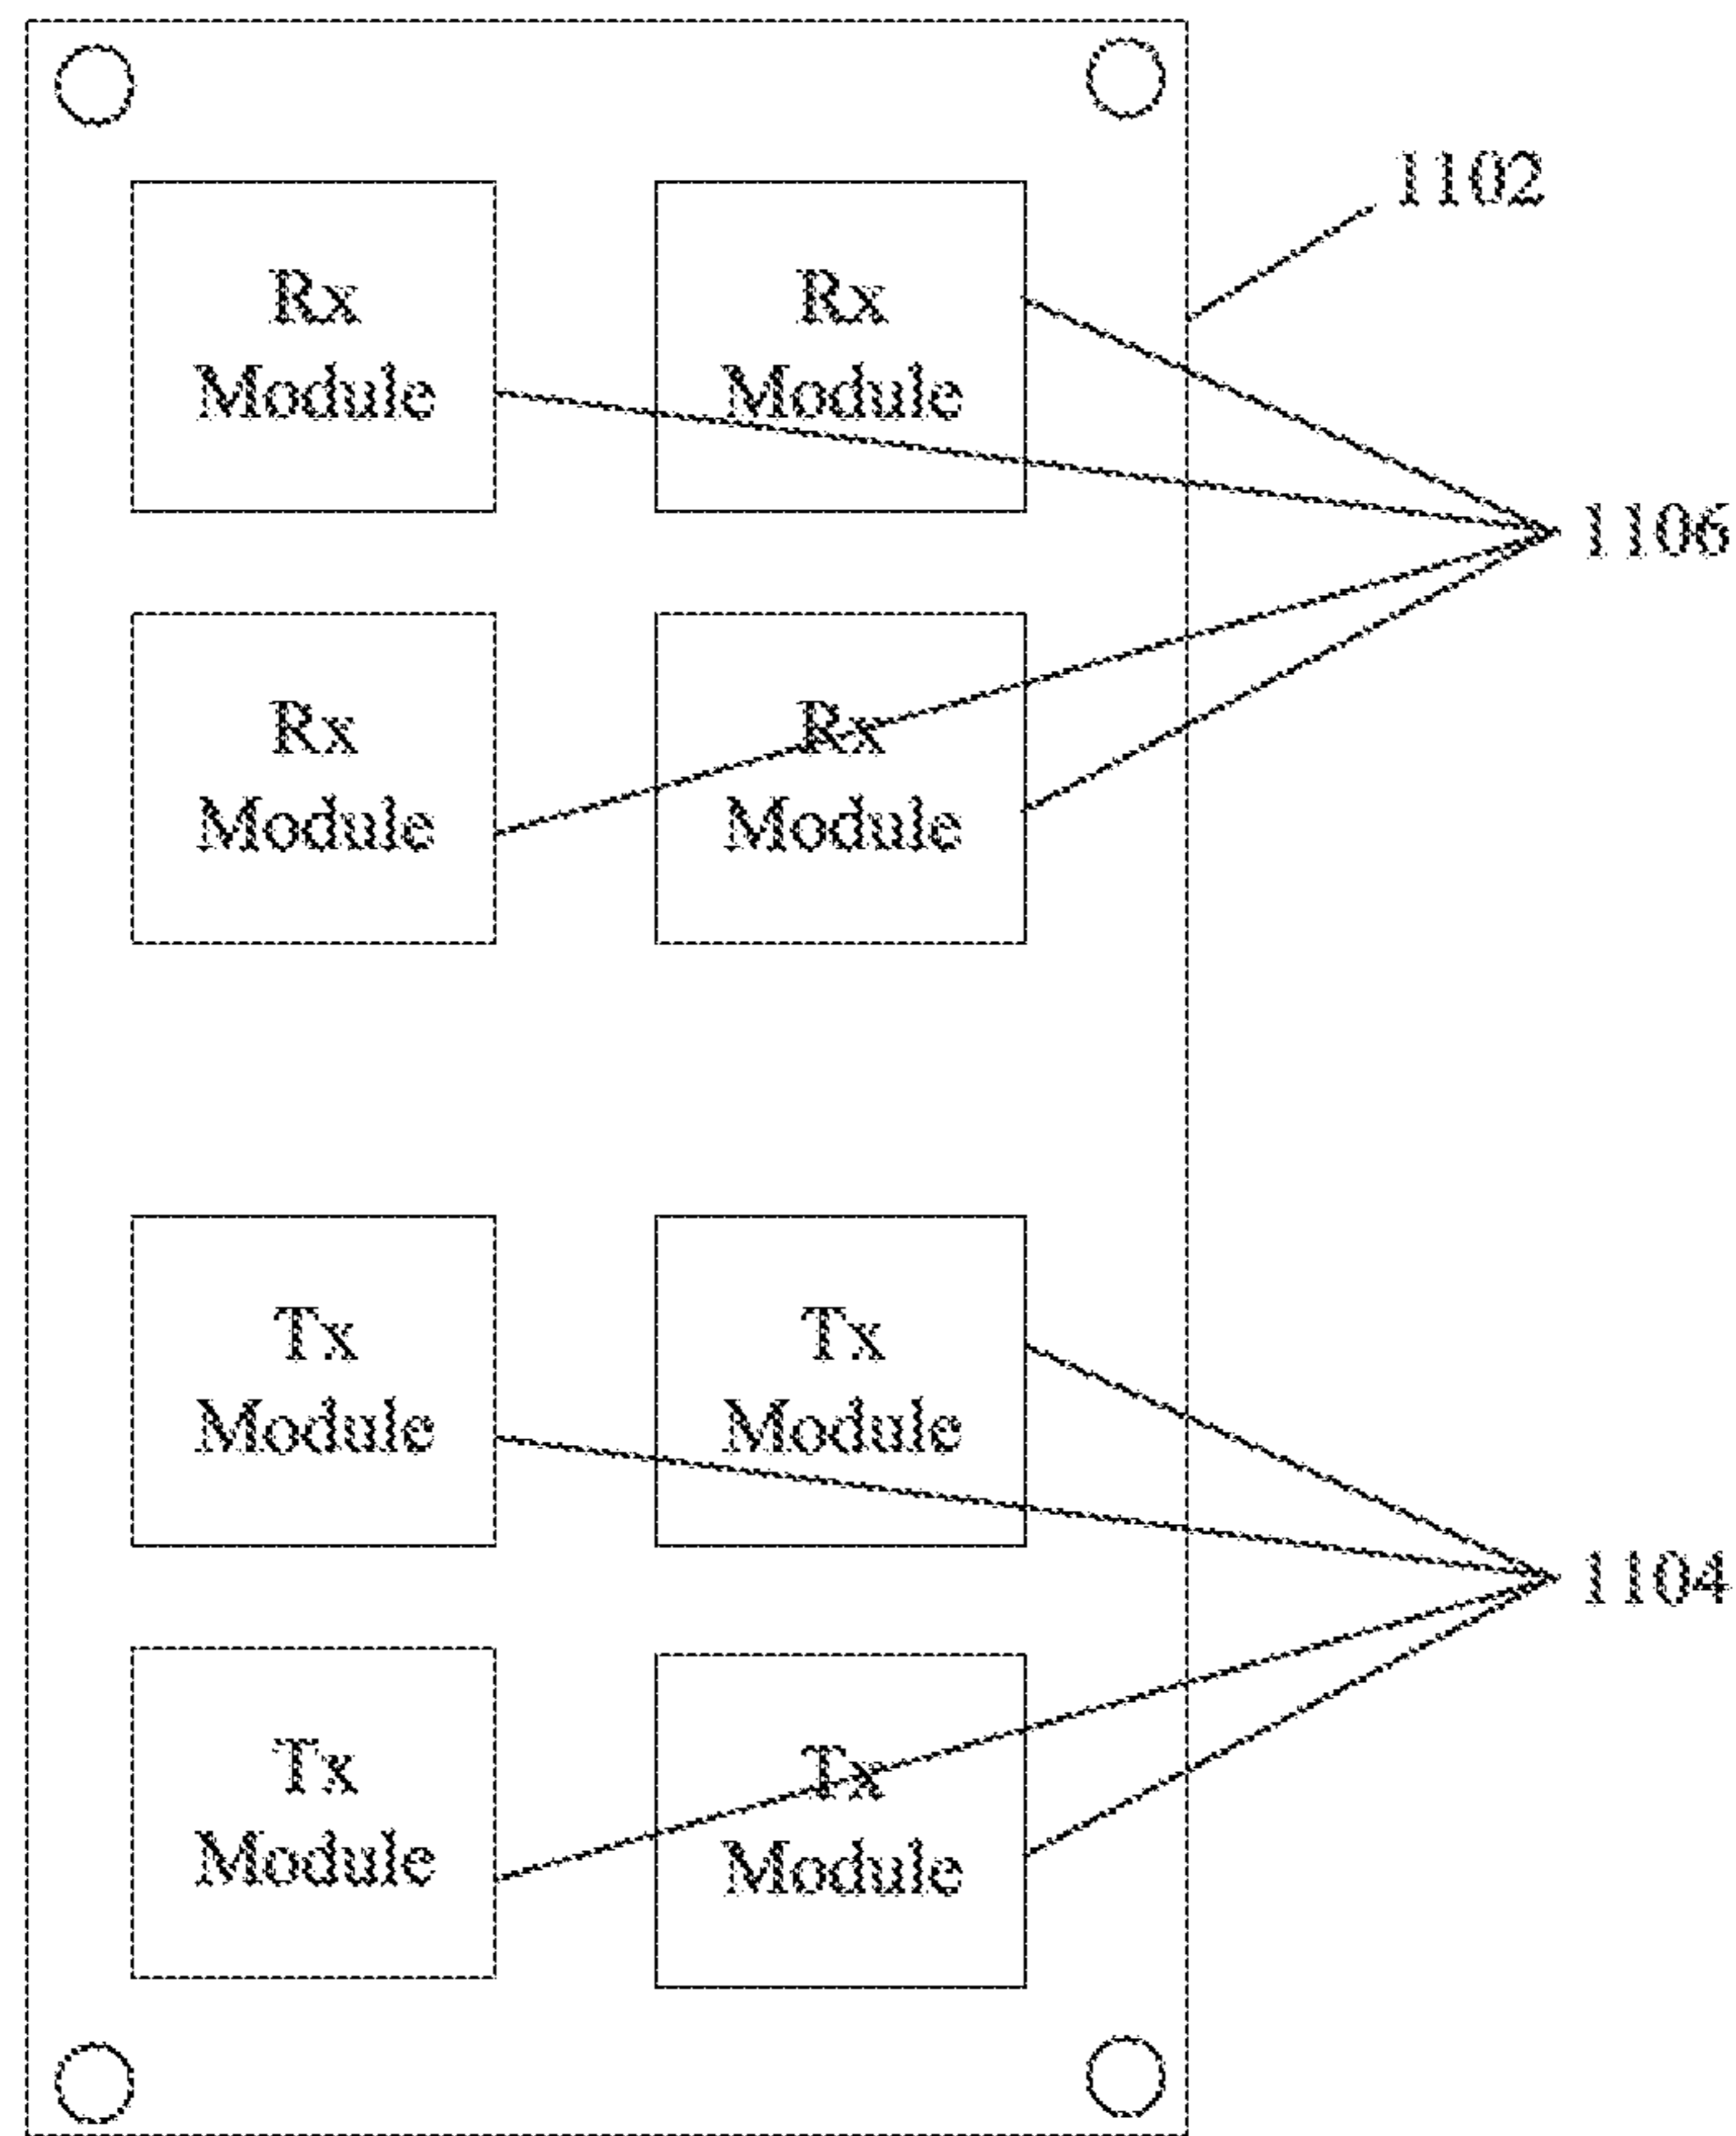 1102
Rx
Module
Rx
Module
1106
Rx
Module
Rx
Module
Tx
Module
Tx
Module
1104
Tx
Module
Tx
Module